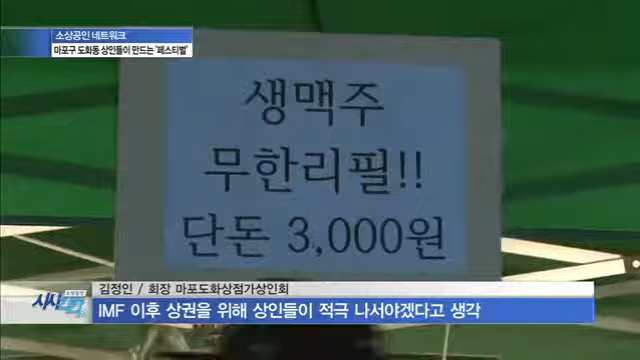 소상공인 네트워크
마포구 도화동 상인들이 만드는 '페스티벌'
생맥주
무한리필!!
단돈 3,000원
김정인 / 회장 마포도화상점가상인회
IMF 이후 상권을 위해 상인들이 적극 나서야겠다고 생각